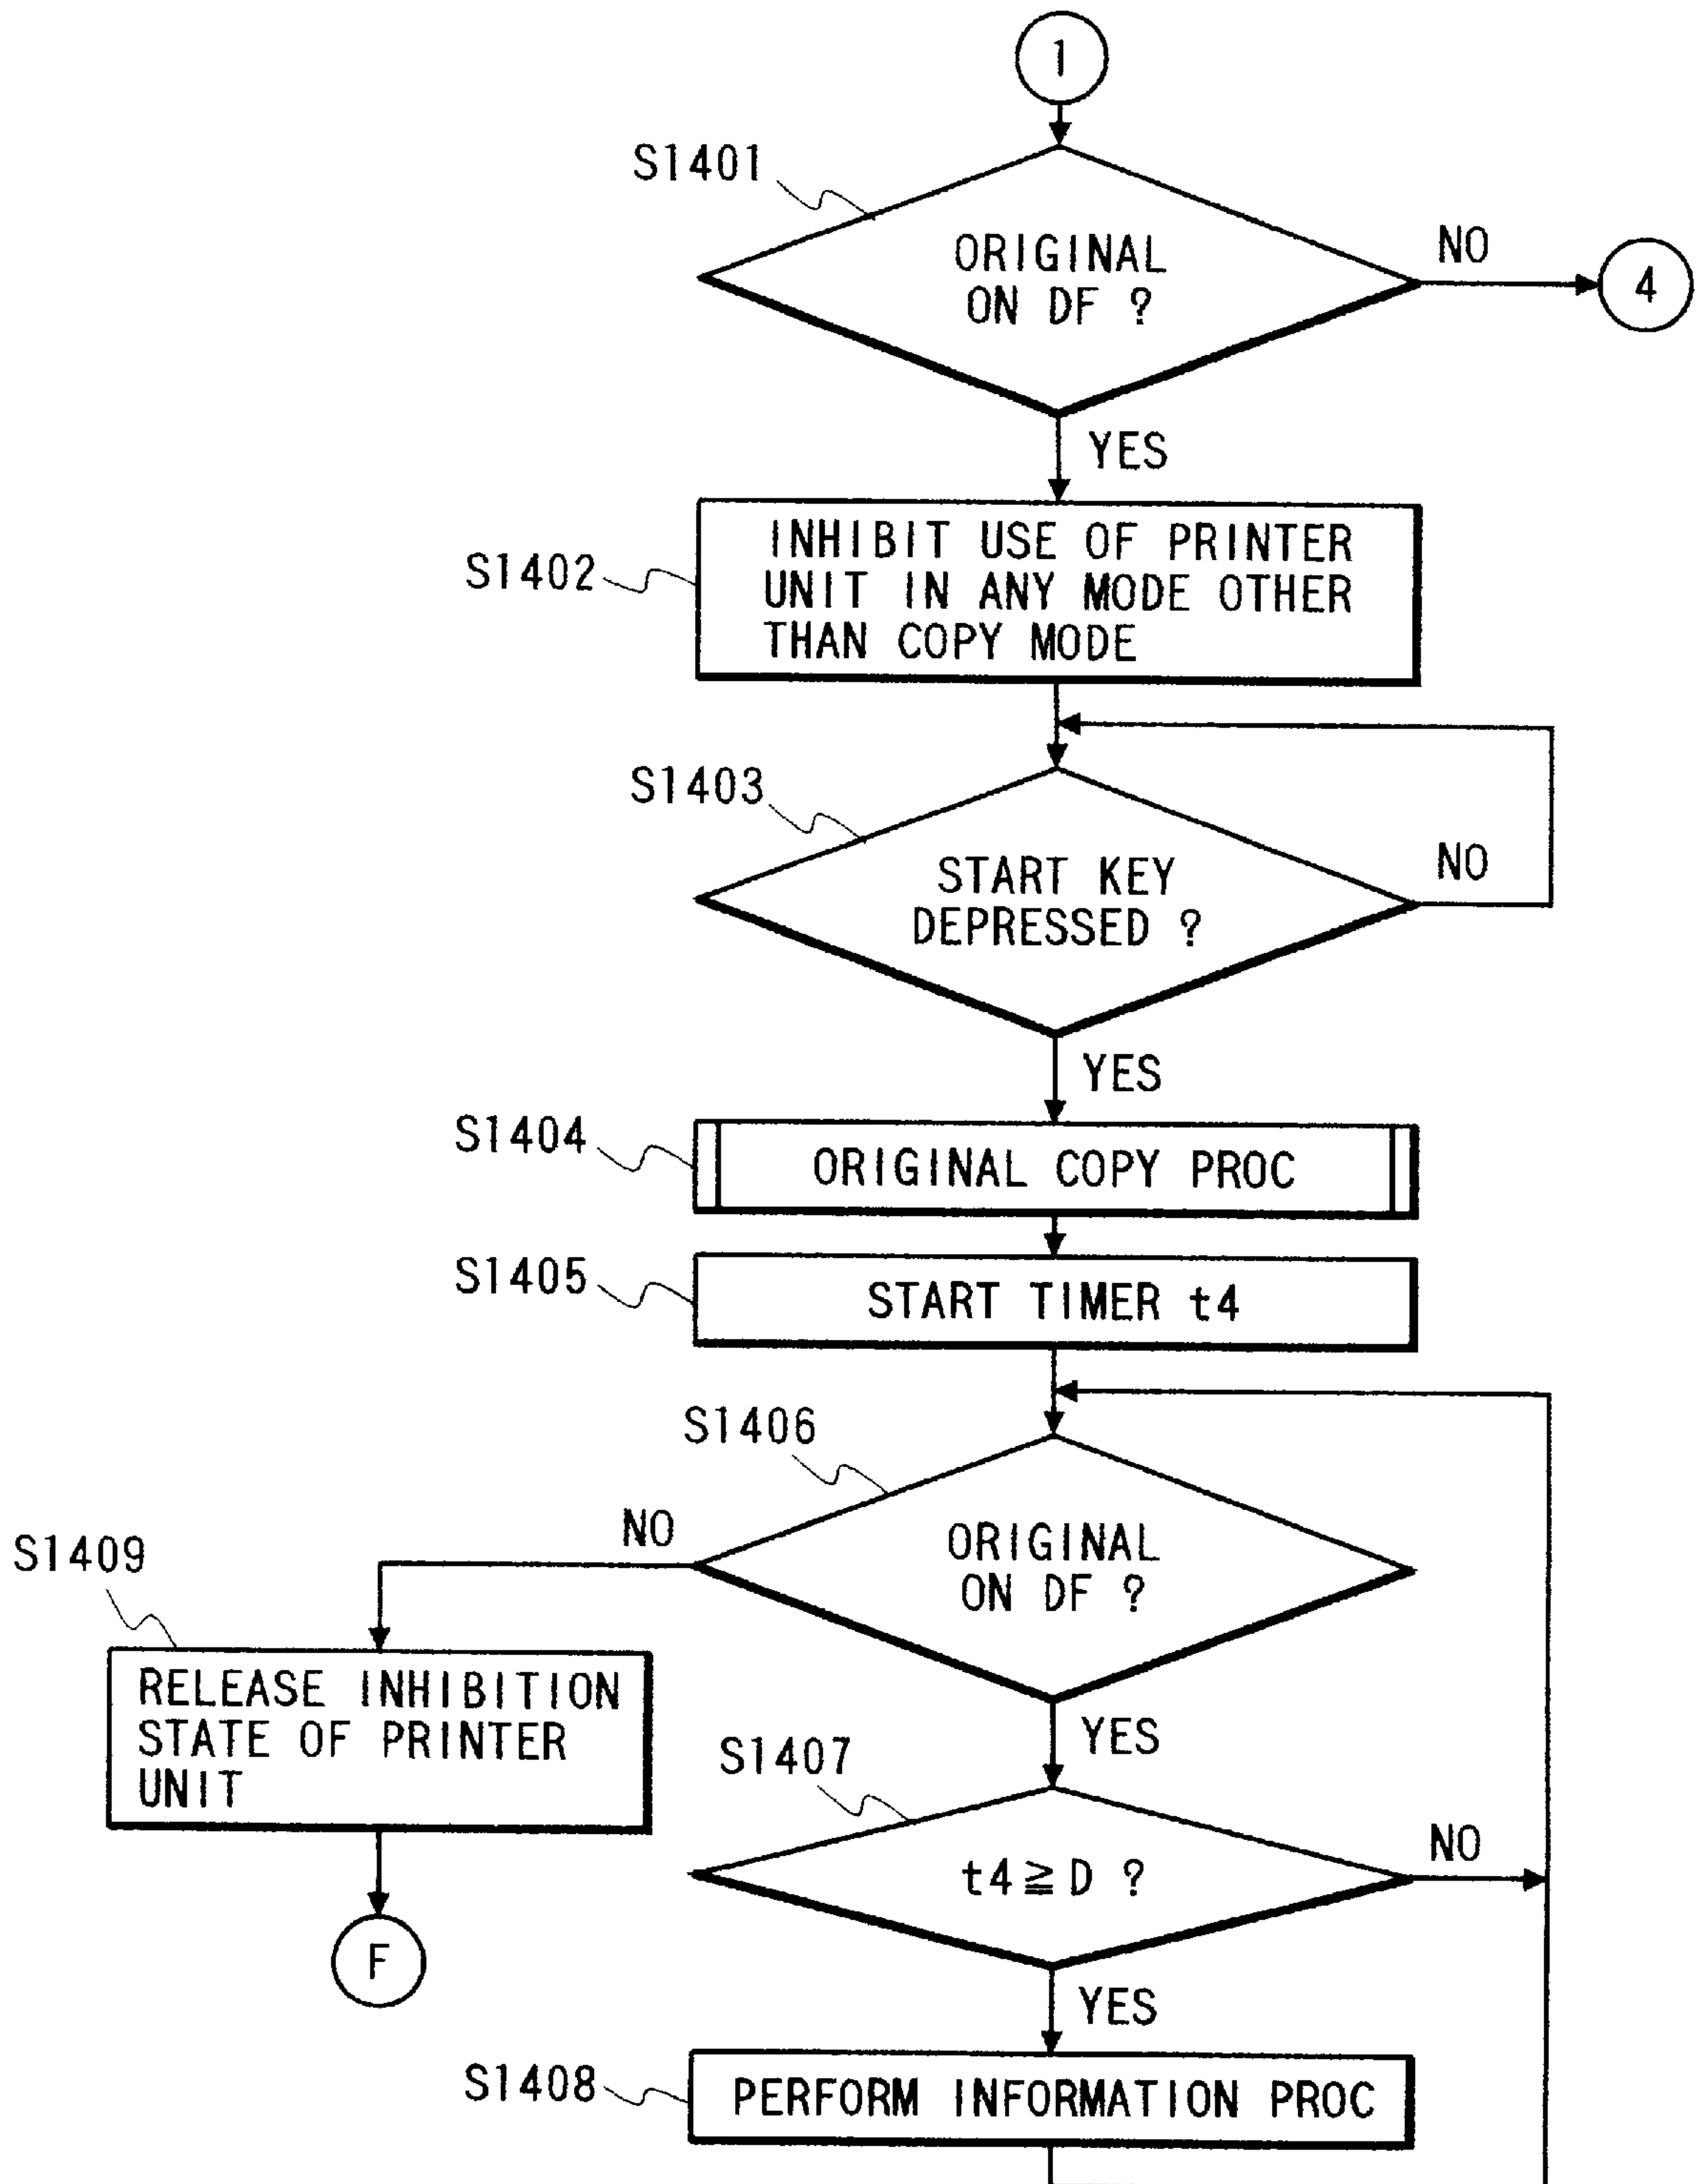 1
S1401
ORIGINAL
ON DF ?
NO
4
YES
S1402
INHIBIT USE OF PRINTER
UNIT IN ANY MODE OTHER
THAN COPY MODE
S1403
START KEY
DEPRESSED ?
NO
YES
S1404
ORIGINAL COPY PROC
S1405
START TIMER t4
S1406
ORIGINAL
ON DF ?
NO
S1409
RELEASE INHIBITION
STATE OF PRINTER
UNIT
F
YES
S1407
t4≧D ?
NO
YES
S1408
PERFORM INFORMATION PROC